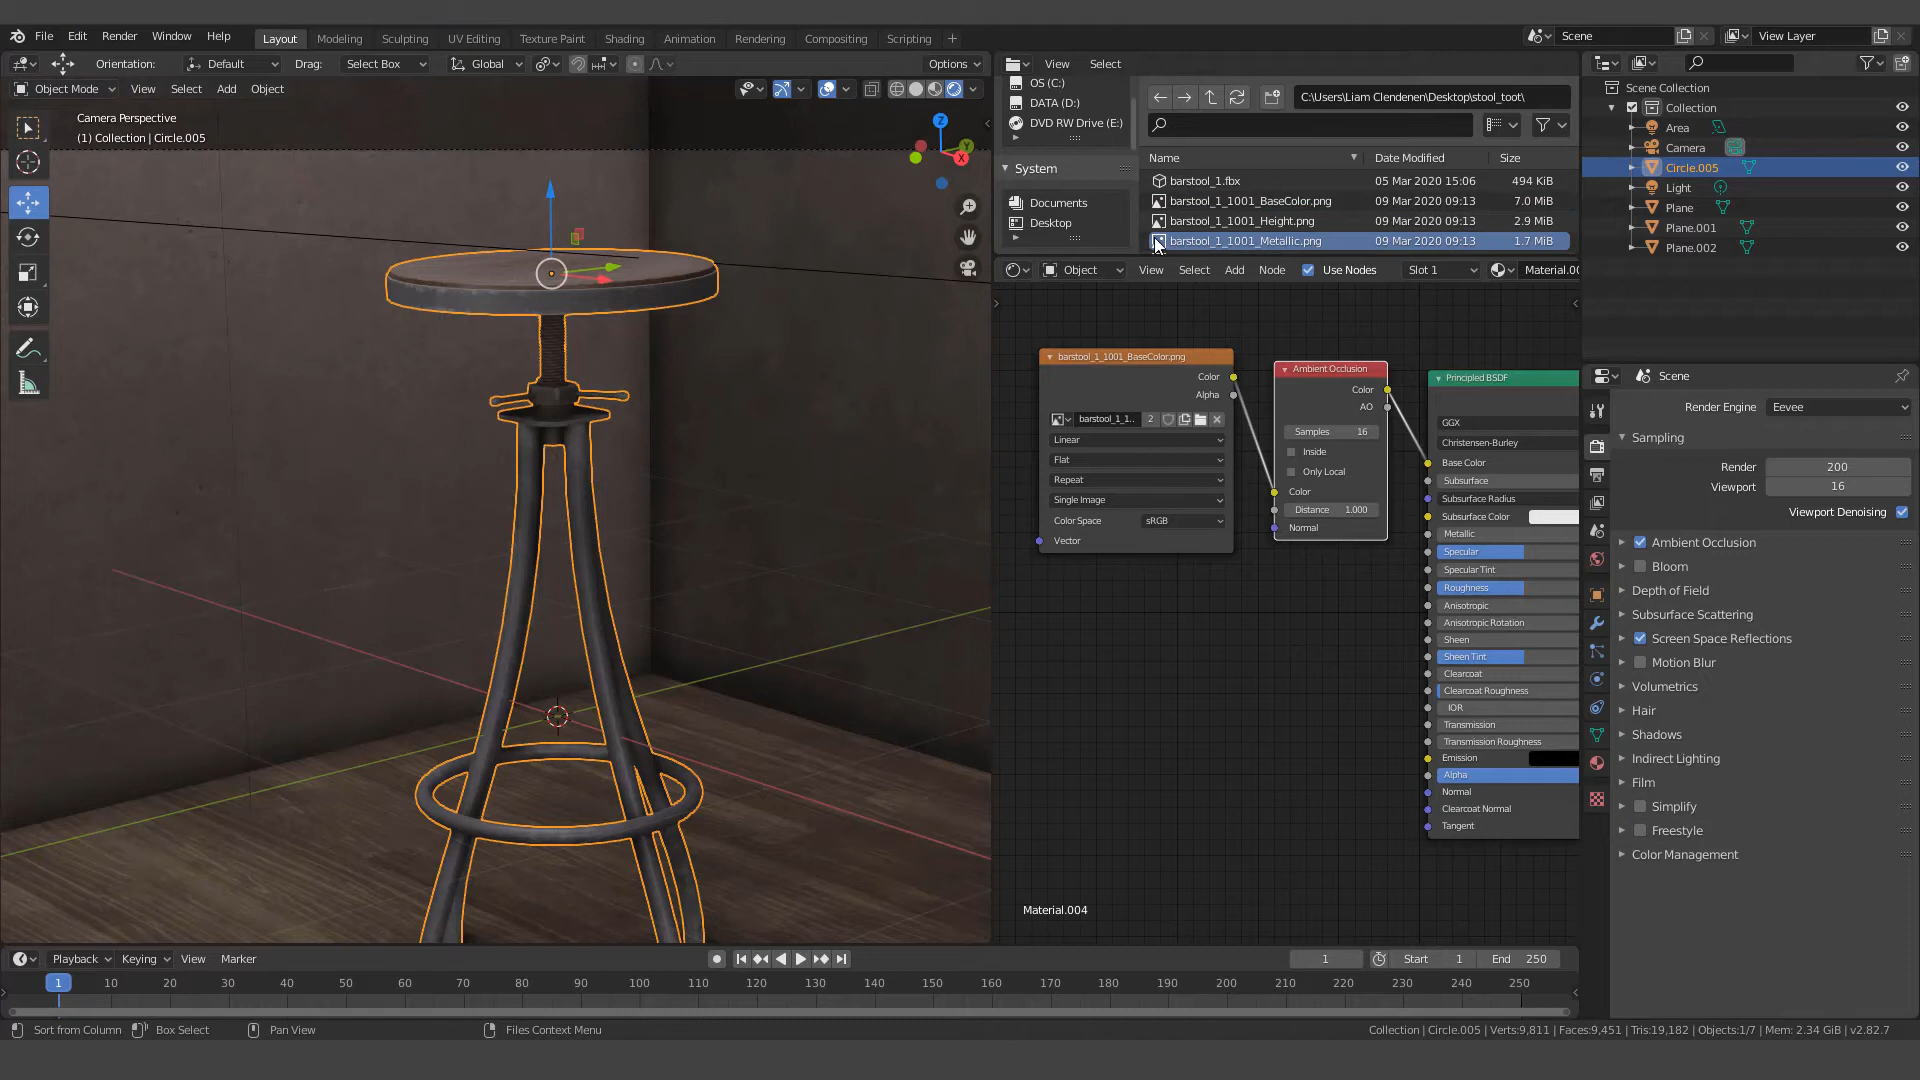 File Edit Render Window Help Layout Modeling Sculpting UV Editing Texture Paint Shading Animation Rendering Compositing Scripting + Scene View Layer
Orientation: Default Drag: Select Box Global Options
View Select
Object Mode View Select Add Object
Camera Perspective
(1) Collection | Circle.005
Z
Y
X
OS (C:)
DATA (D:)
DVD RW Drive (E:)
System
Documents
Desktop
C:\Users\Liam Clendenen\Desktop\stool_toot\
Name Date Modified Size
barstool_1.fbx 05 Mar 2020 15:06 494 KiB
barstool_1_1001_BaseColor.png 09 Mar 2020 09:13 7.0 MiB
barstool_1_1001_Height.png 09 Mar 2020 09:13 2.9 MiB
barstool_1_1001_Metallic.png 09 Mar 2020 09:13 1.7 MiB
Object View Select Add Node Use Nodes Slot 1 Material.00
barstool_1_1001_BaseColor.png
Color
Alpha
barstool_1_1.. 2
Linear
Flat
Repeat
Single Image
Color Space sRGB
Vector
Ambient Occlusion
Color
AO
Samples 16
Inside
Only Local
Color
Distance 1.000
Normal
Principled BSDF
GGX
Christensen-Burley
Base Color
Subsurface
Subsurface Radius
Subsurface Color
Metallic
Specular
Specular Tint
Roughness
Anisotropic
Anisotropic Rotation
Sheen
Sheen Tint
Clearcoat
Clearcoat Roughness
IOR
Transmission
Transmission Roughness
Emission
Alpha
Normal
Clearcoat Normal
Tangent
Material.004
Scene Collection
Collection
Area
Camera
Circle.005
Light
Plane
Plane.001
Plane.002
Scene
Render Engine Eevee
Sampling
Render 200
Viewport 16
Viewport Denoising
Ambient Occlusion
Bloom
Depth of Field
Subsurface Scattering
Screen Space Reflections
Motion Blur
Volumetrics
Hair
Shadows
Indirect Lighting
Film
Simplify
Freestyle
Color Management
Playback Keying View Marker 1 Start 1 End 250
1 10 20 30 40 50 60 70 80 90 100 110 120 130 140 150 160 170 180 190 200 210 220 230 240 250
Sort from Column Box Select Pan View Files Context Menu Collection | Circle.005 | Verts:9,811 | Faces:9,451 | Tris:19,182 | Objects:1/7 | Mem: 2.34 GiB | v2.82.7